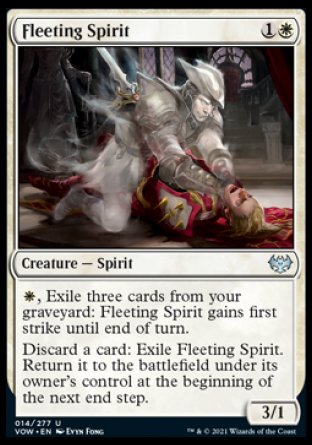 Fleeting Spirit 1
Creature — Spirit
, Exile three cards from your
graveyard: Fleeting Spirit gains first
strike until end of turn.
Discard a card: Exile Fleeting Spirit.
Return it to the battlefield under its
owner's control at the beginning of
the next end step.
3/1
014/277 U
VOW • EN Evyn Fong
™ & © 2021 Wizards of the Coast